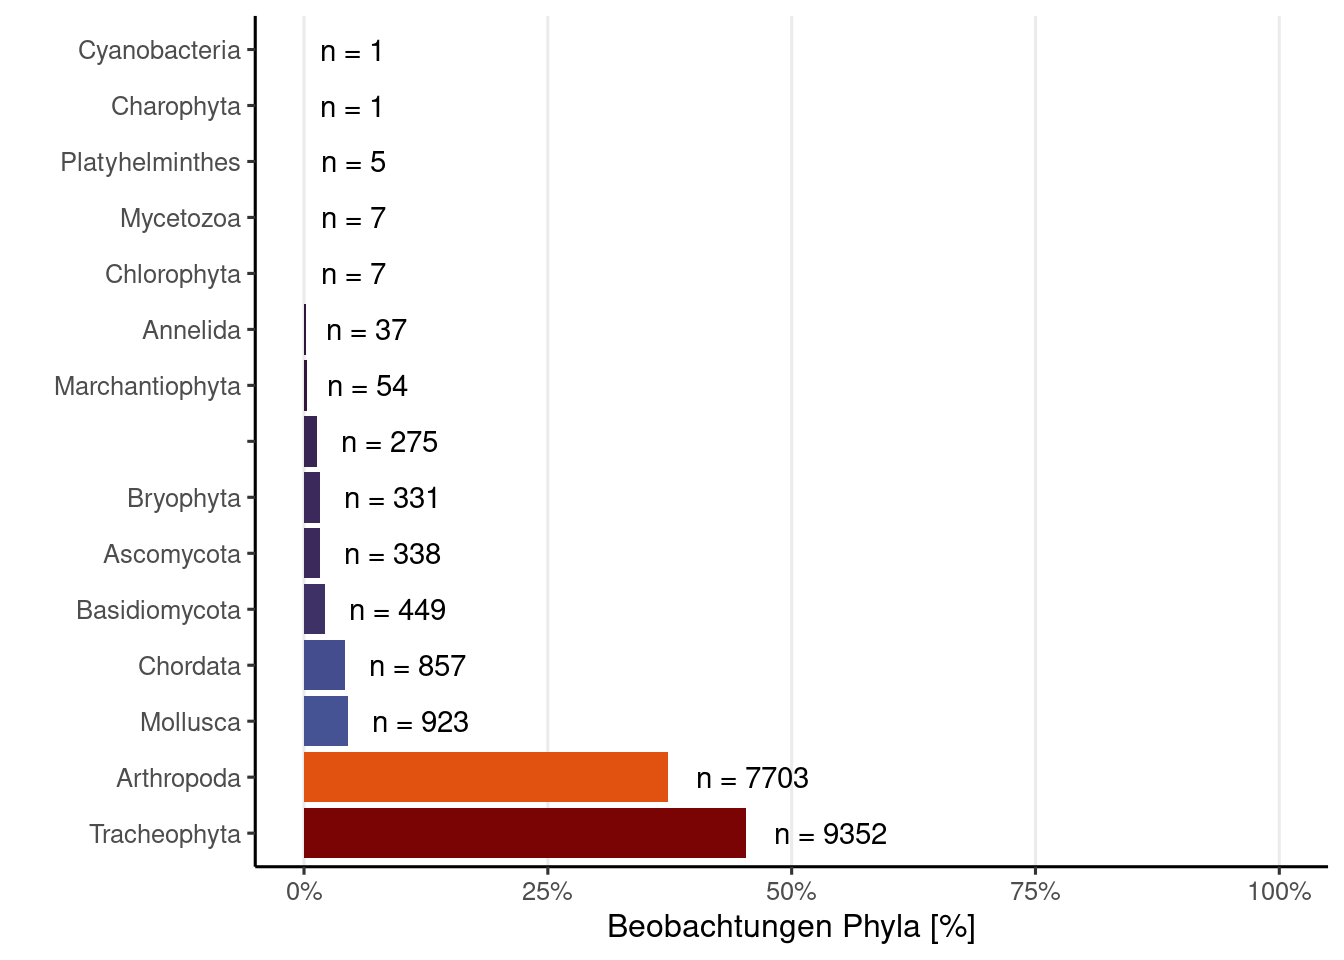 Cyanobacteria n = 1
Charophyta n = 1
Platyhelminthes n = 5
Mycetozoa n = 7
Chlorophyta n = 7
Annelida n = 37
Marchantiophyta n = 54
n = 275
Bryophyta n = 331
Ascomycota n = 338
Basidiomycota n = 449
Chordata n = 857
Mollusca n = 923
Arthropoda n = 7703
Tracheophyta n = 9352
0% 25% 50% 75% 100%
Beobachtungen Phyla [%]